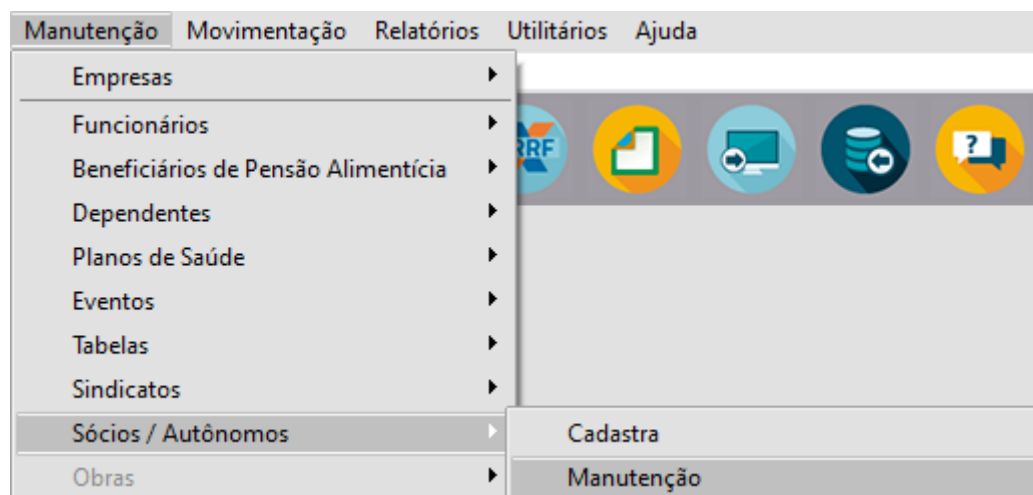 Manutenção Movimentação Relatórios Utilitários Ajuda
Empresas
Funcionários
RRF
?
Beneficiários de Pensão Alimentícia
Dependentes
Planos de Saúde
Eventos
Tabelas
Sindicatos
Sócios / Autônomos
Cadastra
Obras
Manutenção